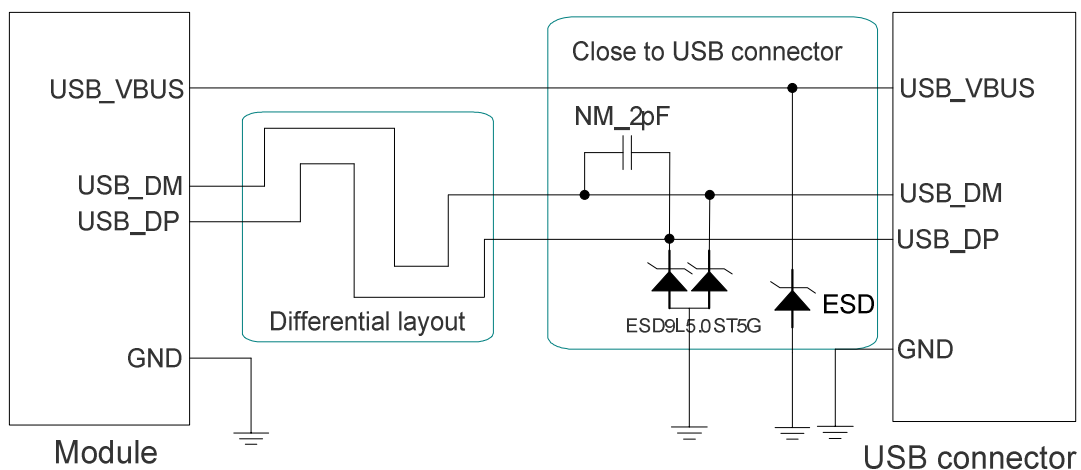 Close to USB connector
USB_VBUS
USB_VBUS
NM_2pF
USB_DM
USB_DM
USB_DP
USB_DP
ESD
ESD9L5.0ST5G
Differential layout
GND
GND
Module
USB connector